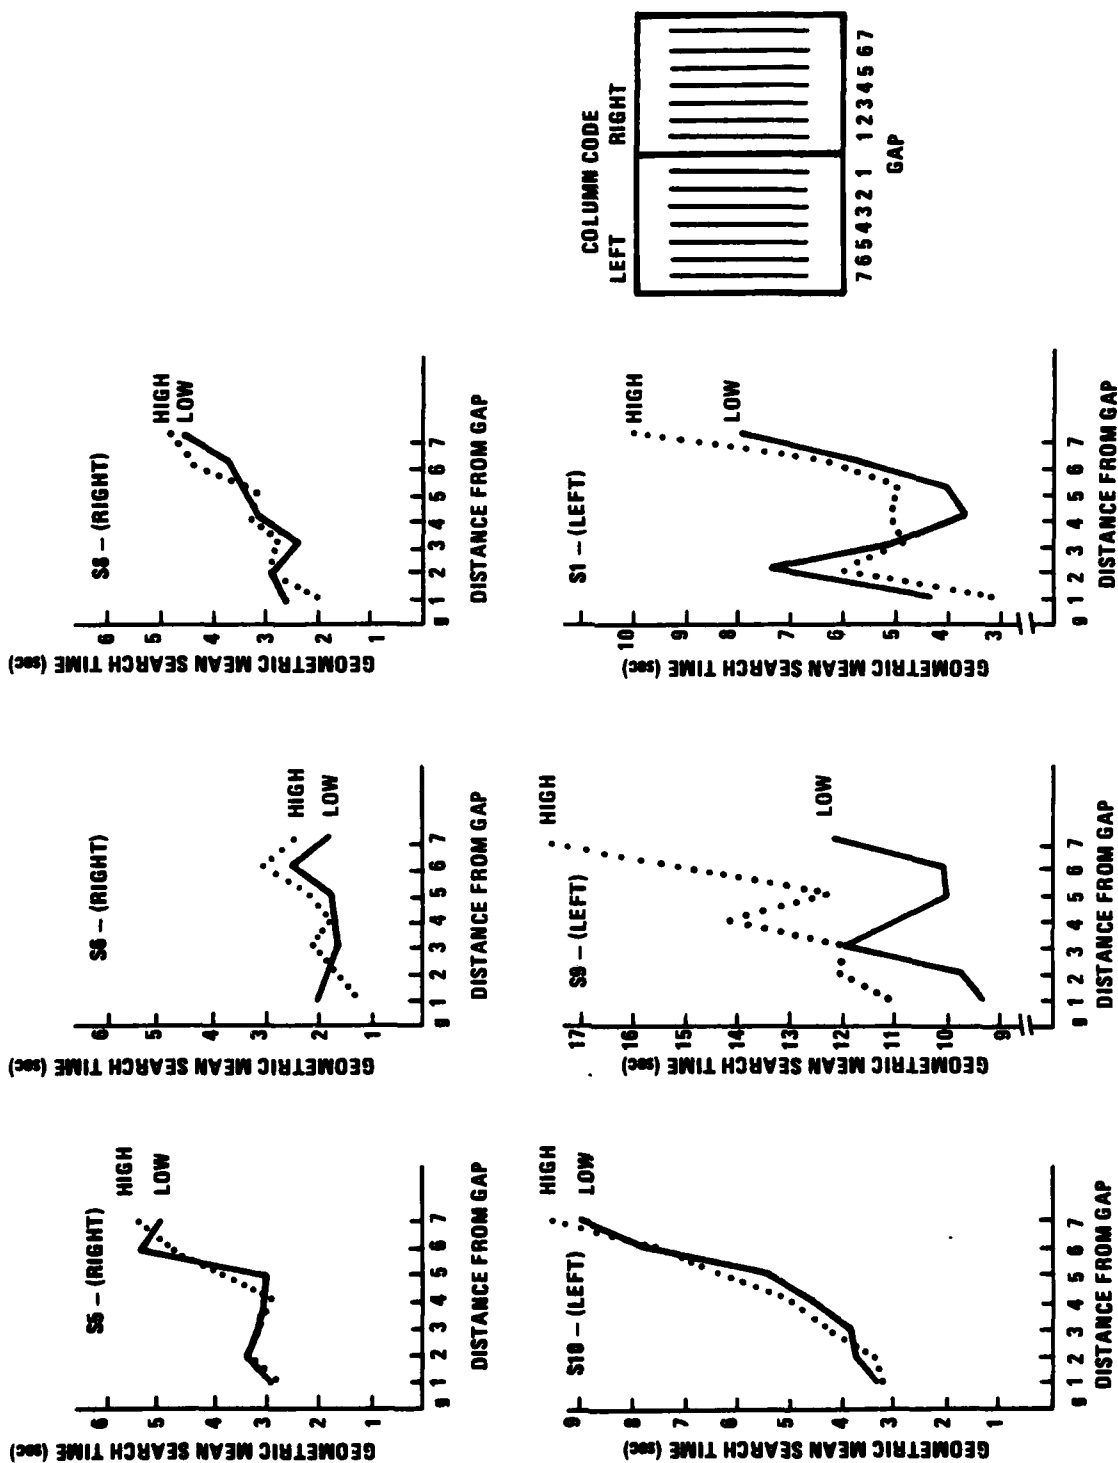 S5 – (RIGHT)
GEOMETRIC MEAN SEARCH TIME (sec)
6
5
4
3
2
1
0 1 2 3 4 5 6 7
DISTANCE FROM GAP
HIGH
LOW
S6 – (RIGHT)
GEOMETRIC MEAN SEARCH TIME (sec)
6
5
4
3
2
1
0 1 2 3 4 5 6 7
DISTANCE FROM GAP
HIGH
LOW
S8 – (RIGHT)
GEOMETRIC MEAN SEARCH TIME (sec)
6
5
4
3
2
1
0 1 2 3 4 5 6 7
DISTANCE FROM GAP
HIGH
LOW
S10 – (LEFT)
GEOMETRIC MEAN SEARCH TIME (sec)
9
8
7
6
5
4
3
2
1
0 1 2 3 4 5 6 7
DISTANCE FROM GAP
HIGH
LOW
S9 – (LEFT)
GEOMETRIC MEAN SEARCH TIME (sec)
17
16
15
14
13
12
11
10
9
0 1 2 3 4 5 6 7
DISTANCE FROM GAP
HIGH
LOW
S1 – (LEFT)
GEOMETRIC MEAN SEARCH TIME (sec)
10
9
8
7
6
5
4
3
0 1 2 3 4 5 6 7
DISTANCE FROM GAP
HIGH
LOW
COLUMN CODE
LEFT RIGHT
7 6 5 4 3 2 1 1 2 3 4 5 6 7
GAP